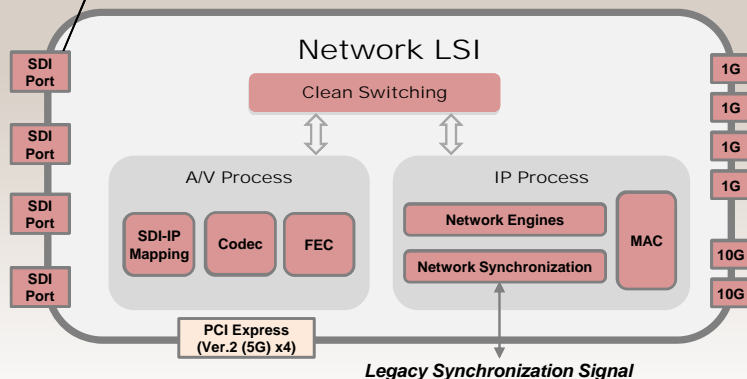 Network LSI
Clean Switching
SDI
Port
SDI
Port
SDI
Port
SDI
Port
A/V Process
SDI-IP
Mapping
Codec
FEC
IP Process
Network Engines
Network Synchronization
MAC
1G
1G
1G
1G
10G
10G
PCI Express
(Ver.2 (5G) x4)
Legacy Synchronization Signal